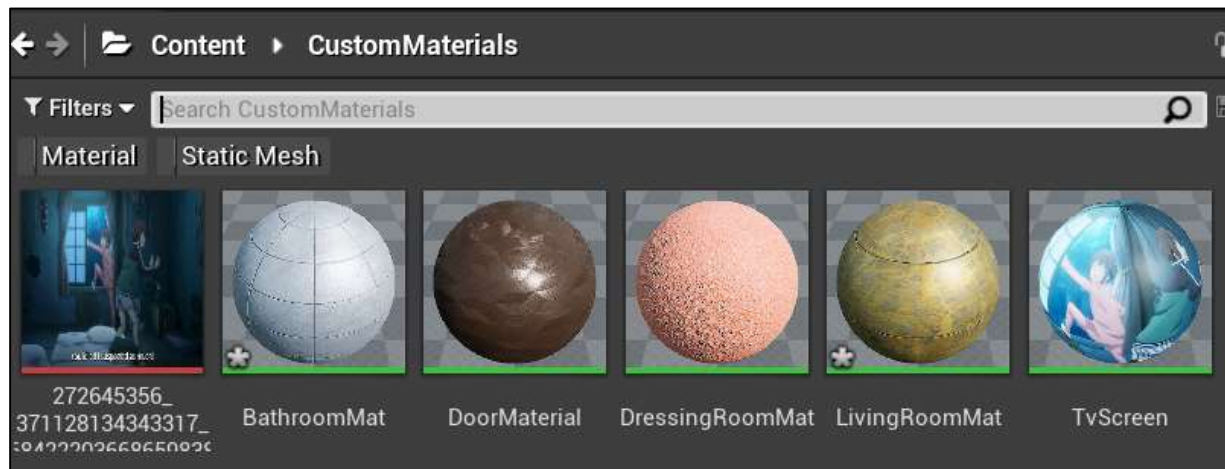 Content CustomMaterials
Filters Search CustomMaterials
Material Static Mesh
272645356_
371128134343317_
BathroomMat DoorMaterial DressingRoomMat LivingRoomMat TvScreen